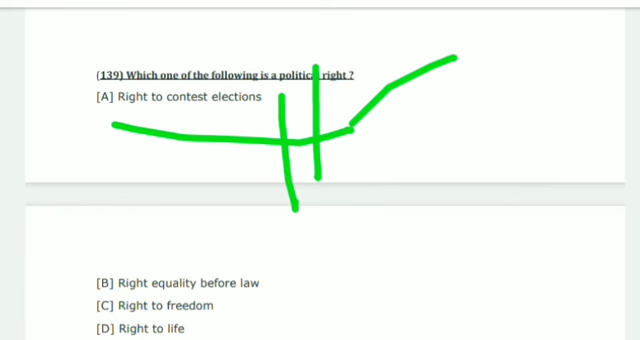 (139) Which one of the following is a political right ?
[A] Right to contest elections
[B] Right equality before law
[C] Right to freedom
[D] Right to life